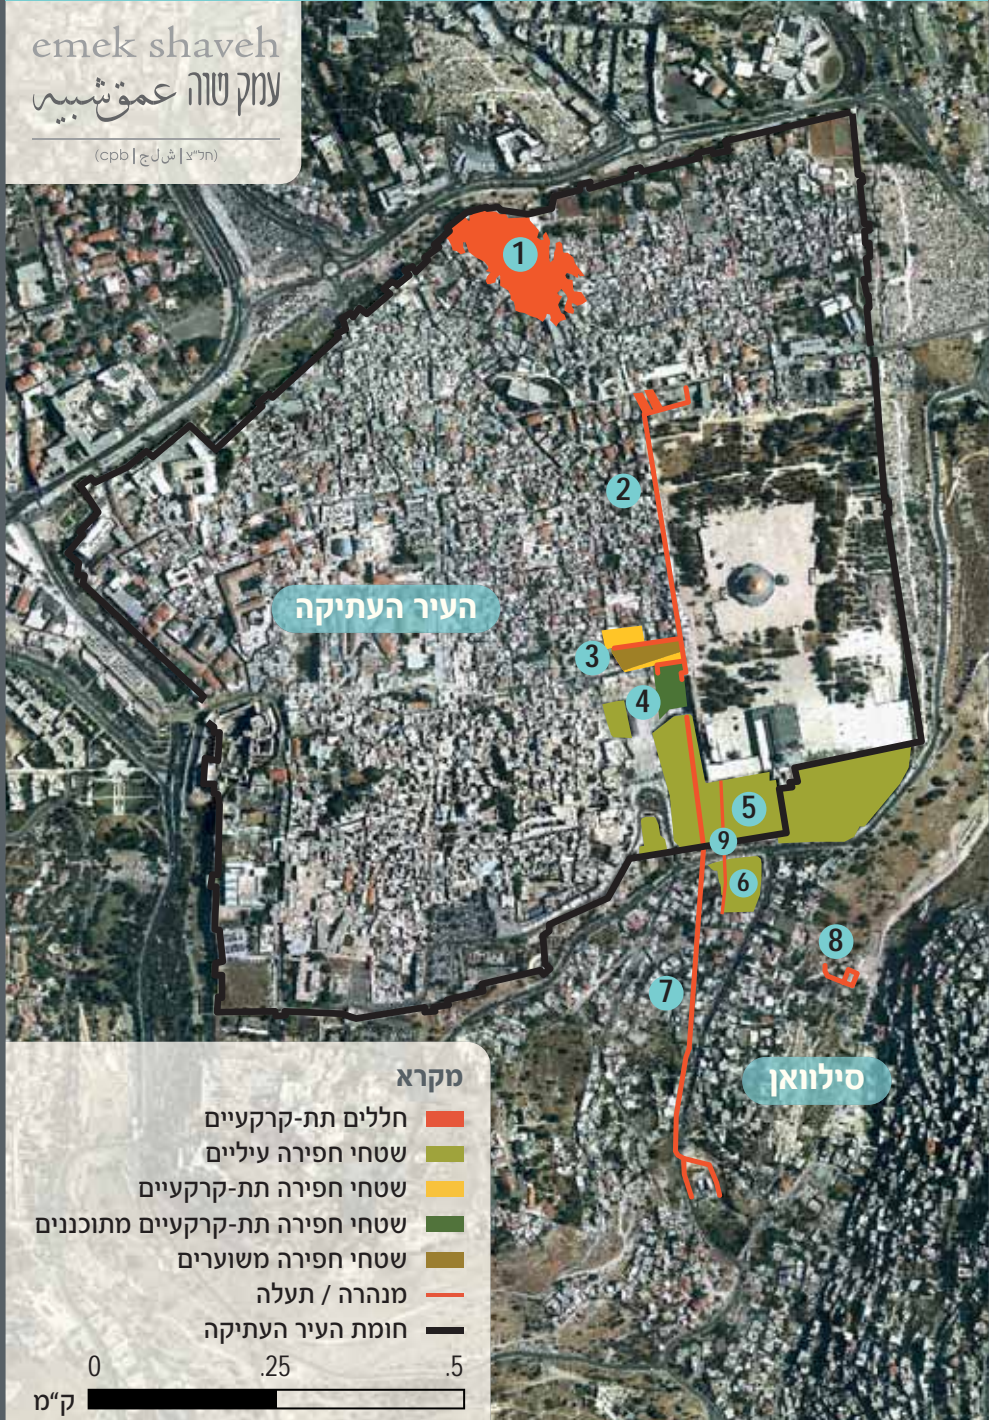 emek shaveh
עמק שווה عمق شبيه
(חל"צ | ش ل ج | cpb)
1
2
העיר העתיקה
3
4
5
9
6
8
7
סילוואן
מקרא
חללים תת-קרקעיים
שטחי חפירה עיליים
שטחי חפירה תת-קרקעיים
שטחי חפירה תת-קרקעיים מתוכננים
שטחי חפירה משוערים
מנהרה / תעלה
חומת העיר העתיקה
0 .25 .5
ק"מ